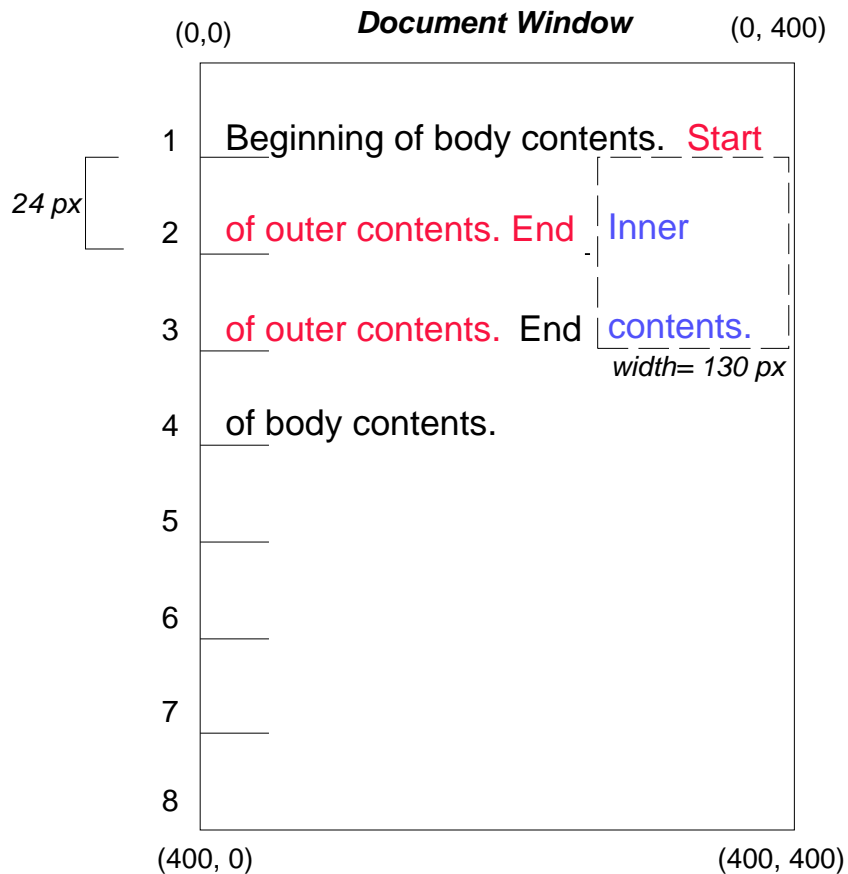 Document Window
(0,0) (0, 400)
1 Beginning of body contents. Start
24 px
2 of outer contents. End Inner
3 of outer contents. End contents.
width= 130 px
4 of body contents.
5
6
7
8
(400, 0) (400, 400)